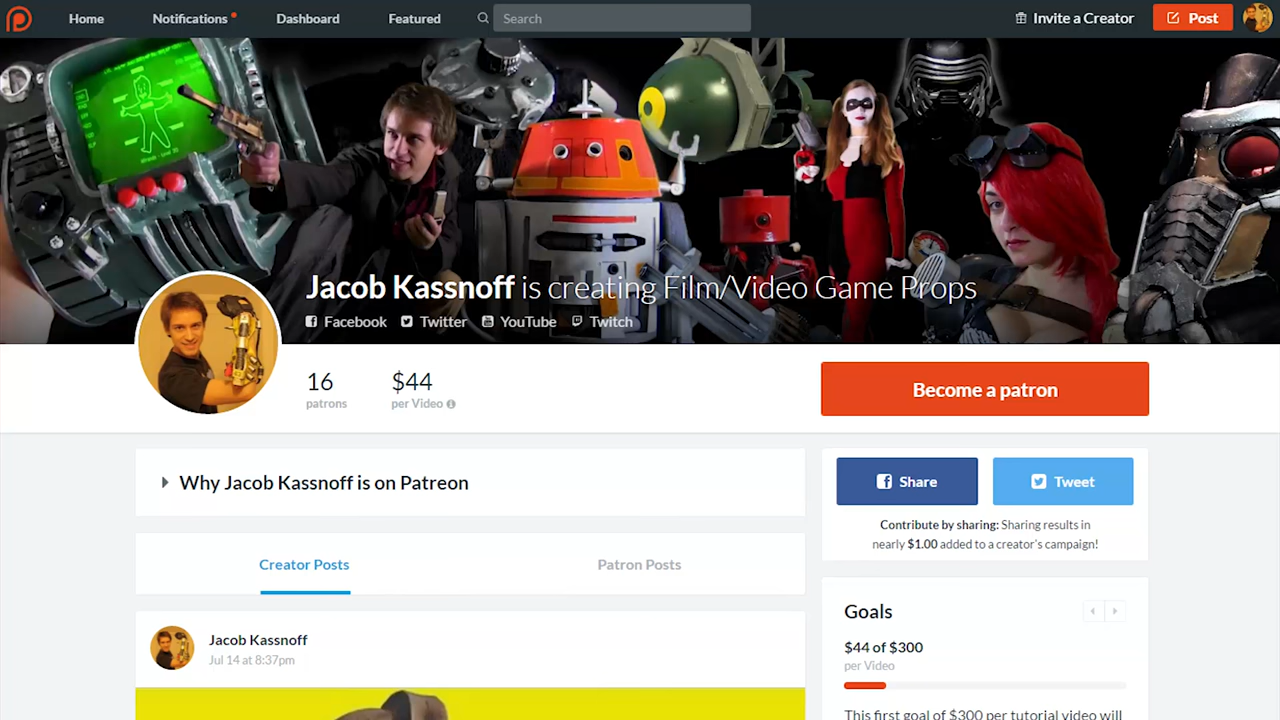 Home Notifications Dashboard Featured Search Invite a Creator Post
Jacob Kassnoff is creating Film/Video Game Props
Facebook Twitter YouTube Twitch
16 $44
patrons per Video
Become a patron
Why Jacob Kassnoff is on Patreon
Share Tweet
Contribute by sharing: Sharing results in
nearly $1.00 added to a creator's campaign!
Creator Posts Patron Posts
Goals
$44 of $300
per Video
This first goal of $300 per tutorial video will
Jacob Kassnoff
Jul 14 at 8:37pm